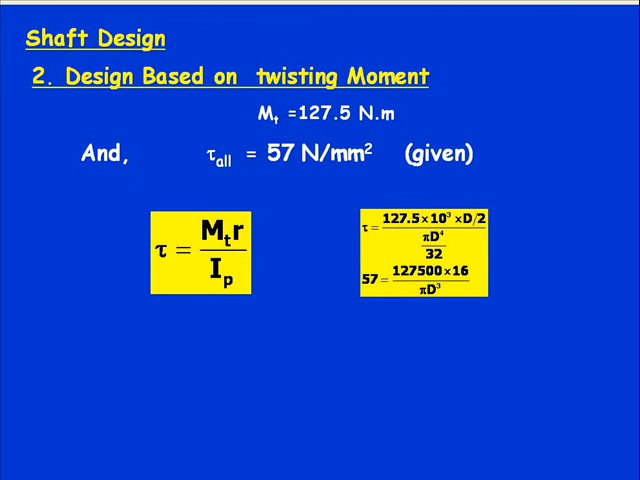 Shaft Design
2. Design Based on twisting Moment
Mt =127.5 N.m
And, τall = 57 N/mm² (given)
τ = Mtr / Ip
τ = 127.5×10³ ×D/2 / πD⁴/32
57 = 127500×16 / πD³